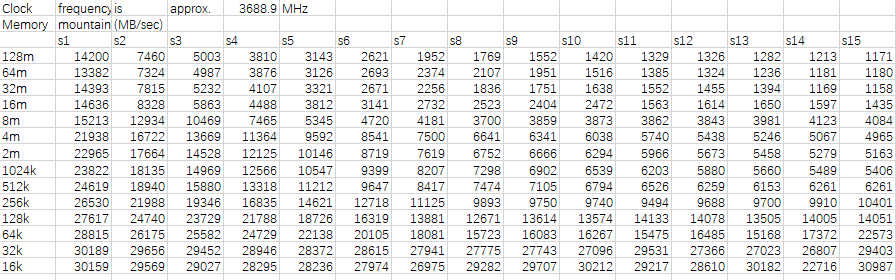 Clock frequency is approx. 3688.9 MHz
Memory mountain (MB/sec)
s1 s2 s3 s4 s5 s6 s7 s8 s9 s10 s11 s12 s13 s14 s15
128m 14200 7460 5003 3810 3143 2621 1952 1769 1552 1420 1329 1326 1282 1213 1171
64m 13382 7324 4987 3876 3126 2693 2374 2107 1951 1516 1385 1324 1236 1181 1180
32m 14393 7815 5232 4107 3321 2671 2256 1836 1751 1638 1552 1455 1394 1169 1158
16m 14636 8328 5863 4488 3812 3141 2732 2523 2404 2472 1563 1614 1650 1597 1435
8m 15213 12934 10469 7465 5345 4720 4181 3700 3859 3873 3862 3843 3981 4123 4084
4m 21938 16722 13669 11364 9592 8541 7500 6641 6341 6038 5740 5438 5246 5067 4965
2m 22965 17664 14528 12125 10146 8719 7619 6752 6666 6294 5966 5673 5458 5279 5163
1024k 23822 18135 14969 12566 10547 9399 8207 7298 6902 6539 6203 5880 5660 5489 5406
512k 24619 18940 15880 13318 11212 9647 8417 7474 7105 6794 6526 6259 6153 6261 6261
256k 26530 21988 19346 16835 14621 12718 11125 9893 9750 9740 9494 9688 9700 9910 10401
128k 27617 24740 23729 21788 18726 16319 13881 12671 13614 13574 14133 14078 13505 14005 14051
64k 28815 26175 25582 24729 22138 20105 18081 15723 16083 16267 15475 16485 15168 17372 22573
32k 30189 29656 29452 28946 28372 28615 27941 27775 27743 27096 29531 27366 27023 26807 29403
16k 30159 29569 29027 28295 28236 27974 26975 29282 29707 30212 29217 28610 30182 22716 30987